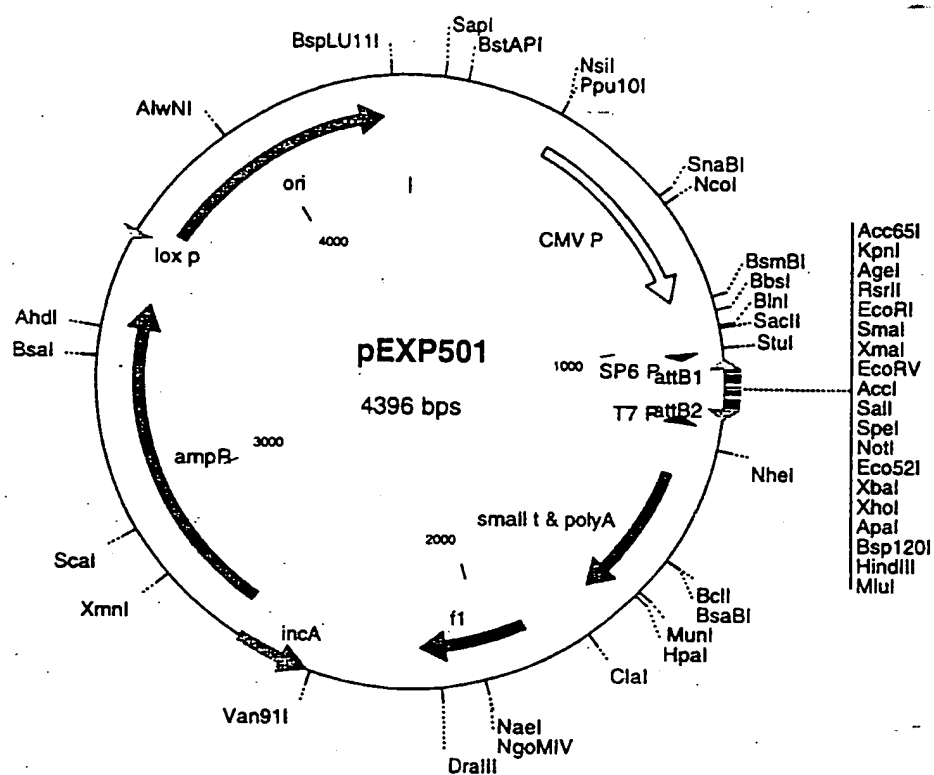 SapI
BspLU11I
BstAPI
NsiI
Ppu10I
AlwNI
SnaBI
NcoI
ori
4000
CMV P
lox p
BsmBI
BbsI
BlnI
SacII
StuI
AhdI
BsaI
pEXP501
4396 bps
1000
SP6 P
attB1
T7 P
attB2
Acc65I
KpnI
AgeI
RsrII
EcoRI
SmaI
XmaI
EcoRV
AccI
SalI
SpeI
NotI
Eco52I
XbaI
XhoI
ApaI
Bsp120I
HindIII
MluI
NheI
3000
ampR
small t & polyA
2000
ScaI
XmnI
f1
incA
BclI
BsaBI
MunI
HpaI
ClaI
Van91I
NaeI
NgoMIV
DraIII